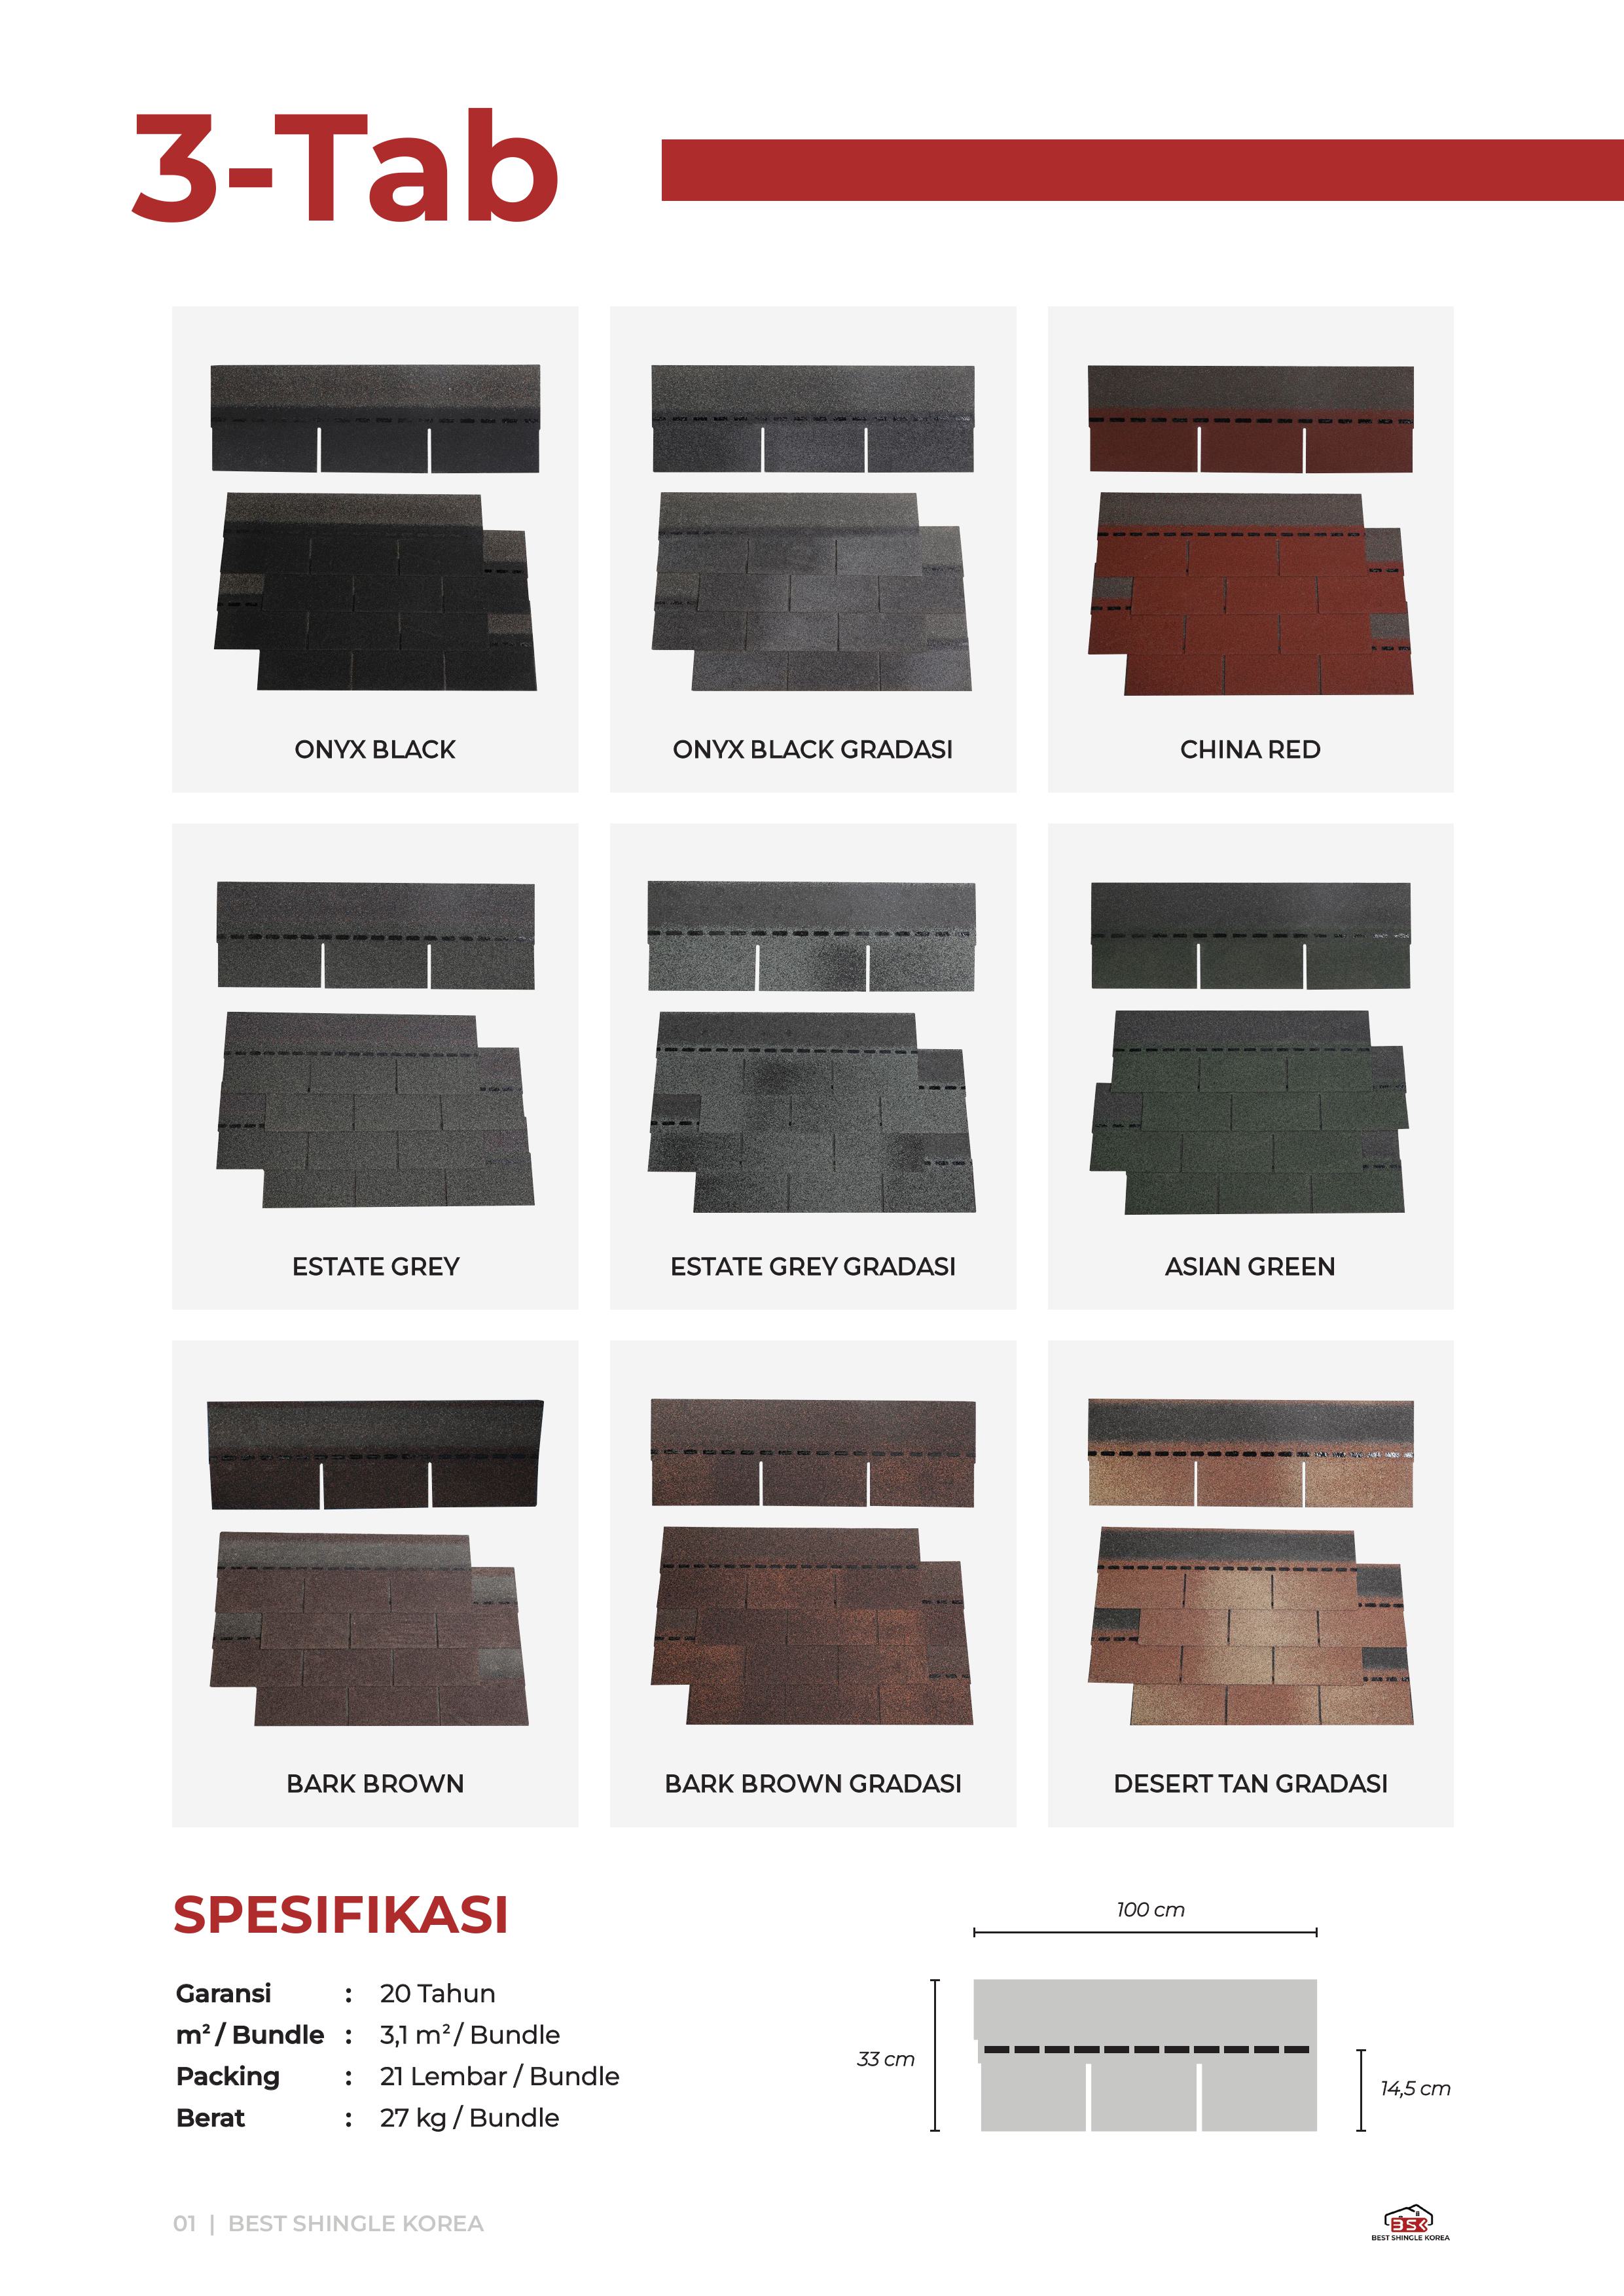 3-Tab
ONYX BLACK
ONYX BLACK GRADASI
CHINA RED
ESTATE GREY
ESTATE GREY GRADASI
ASIAN GREEN
BARK BROWN
BARK BROWN GRADASI
DESERT TAN GRADASI
SPESIFIKASI
Garansi : 20 Tahun
m² / Bundle : 3,1 m² / Bundle
Packing : 21 Lembar / Bundle
Berat : 27 kg / Bundle
100 cm
33 cm
14,5 cm
01 | BEST SHINGLE KOREA
BSK
BEST SHINGLE KOREA